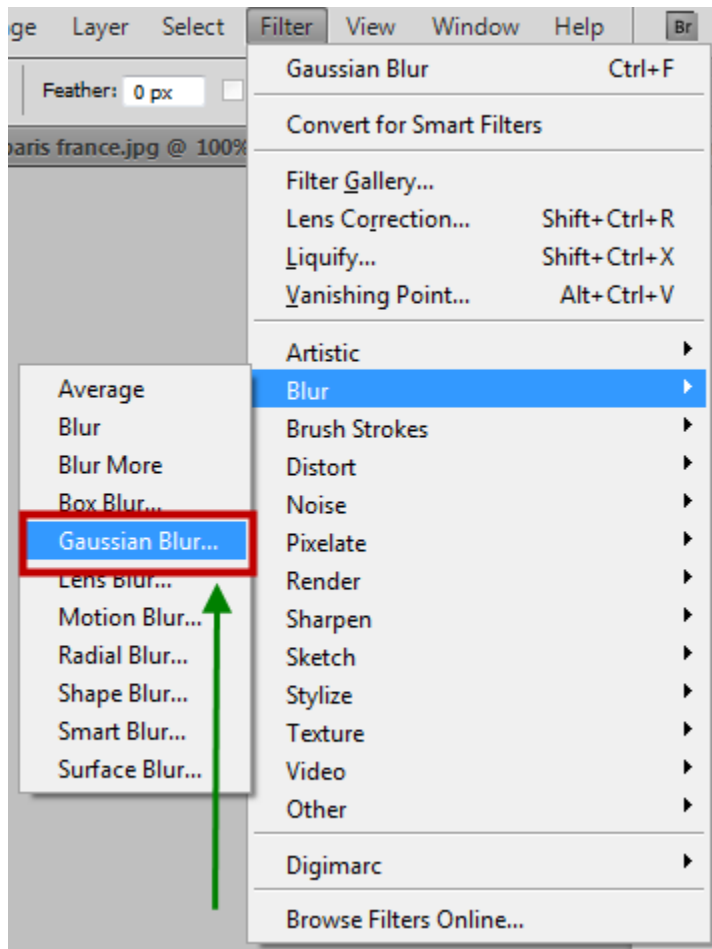 ge Layer Select Filter View Window Help Br
Feather: 0 px
paris france.jpg @ 100%
Gaussian Blur Ctrl+F
Convert for Smart Filters
Filter Gallery...
Lens Correction... Shift+Ctrl+R
Liquify... Shift+Ctrl+X
Vanishing Point... Alt+Ctrl+V
Artistic
Blur
Brush Strokes
Distort
Noise
Pixelate
Render
Sharpen
Sketch
Stylize
Texture
Video
Other
Digimarc
Browse Filters Online...
Average
Blur
Blur More
Box Blur...
Gaussian Blur...
Lens Blur...
Motion Blur...
Radial Blur...
Shape Blur...
Smart Blur...
Surface Blur...